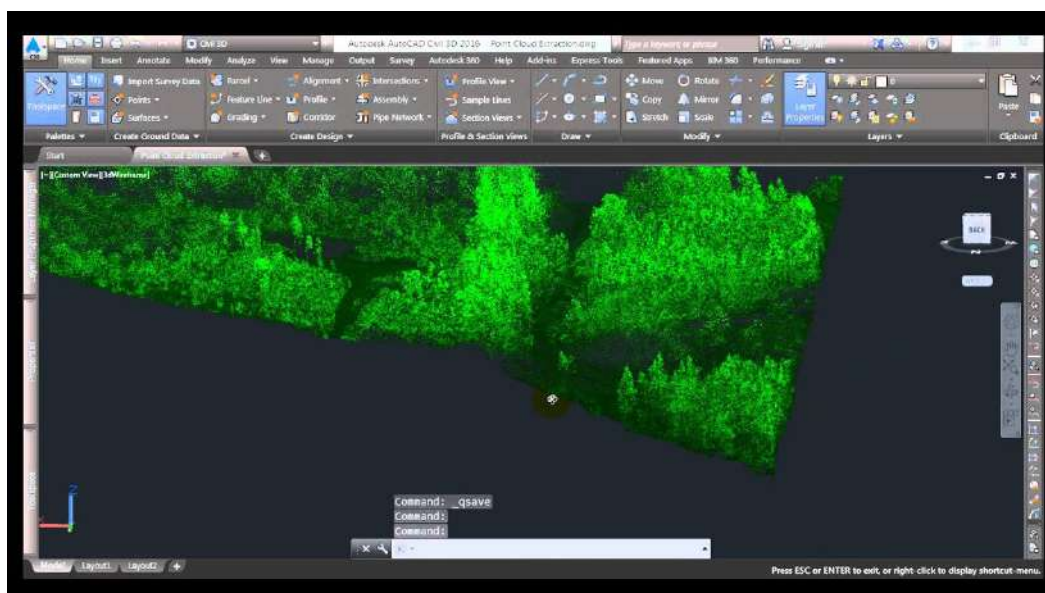 Civil 3D
Autodesk AutoCAD Civil 3D 2016 Point Cloud Extraction.dwg
Type a keyword or phrase
Home Insert Annotate Modify Analyze View Manage Output Survey Autodesk 360 Help Add-ins Express Tools Featured Apps BIM 360 Performance
Import Survey Data Parcel Alignment Intersections Profile View Move Rotate
Toolspace Points Feature Line Profile Assembly Sample Lines Copy Mirror Layer Properties Paste
Surfaces Grading Corridor Pipe Network Section Views Stretch Scale
Palettes Create Ground Data Create Design Profile & Section Views Draw Modify Layers Clipboard
Start Point Cloud Extraction*
[-][Custom View][3dWireframe]
BACK
Z
Command: _qsave
Command:
Command:
Model Layout1 Layout2 +
Press ESC or ENTER to exit, or right-click to display shortcut-menu.